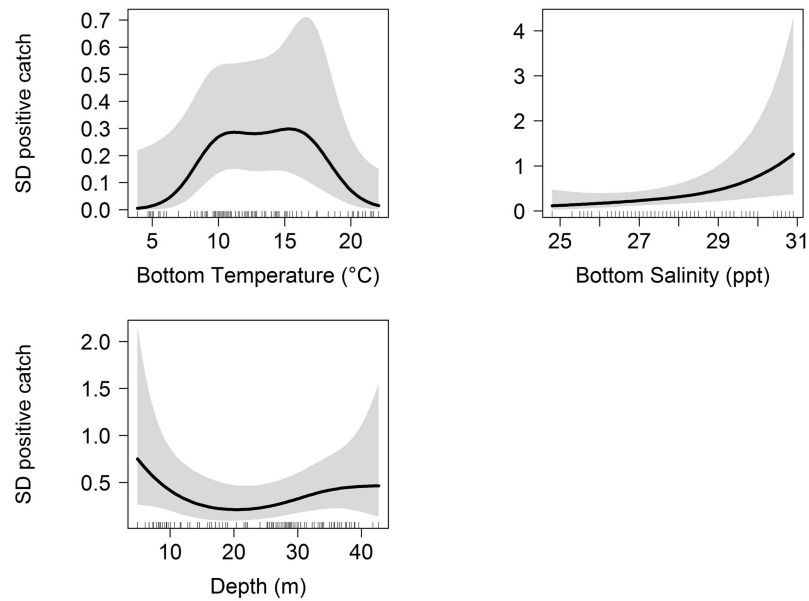 SD positive catch
0.7
0.6
0.5
0.4
0.3
0.2
0.1
0.0
5 10 15 20
Bottom Temperature (°C)
4
3
2
1
0
25 27 29 31
Bottom Salinity (ppt)
SD positive catch
2.0
1.5
1.0
0.5
10 20 30 40
Depth (m)